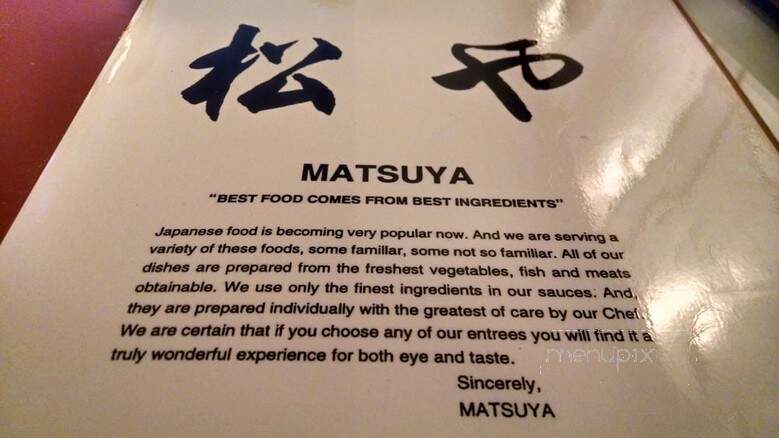 松 や
MATSUYA
"BEST FOOD COMES FROM BEST INGREDIENTS"
Japanese food is becoming very popular now. And we are serving a
variety of these foods, some famillar, some not so familiar. All of our
dishes are prepared from the freshest vegetables, fish and meats
obtainable. We use only the finest ingredients in our sauces. And,
they are prepared individually with the greatest of care by our Chef.
We are certain that if you choose any of our entrees you will find it a
truly wonderful experience for both eye and taste.
menupix
Sincerely,
MATSUYA